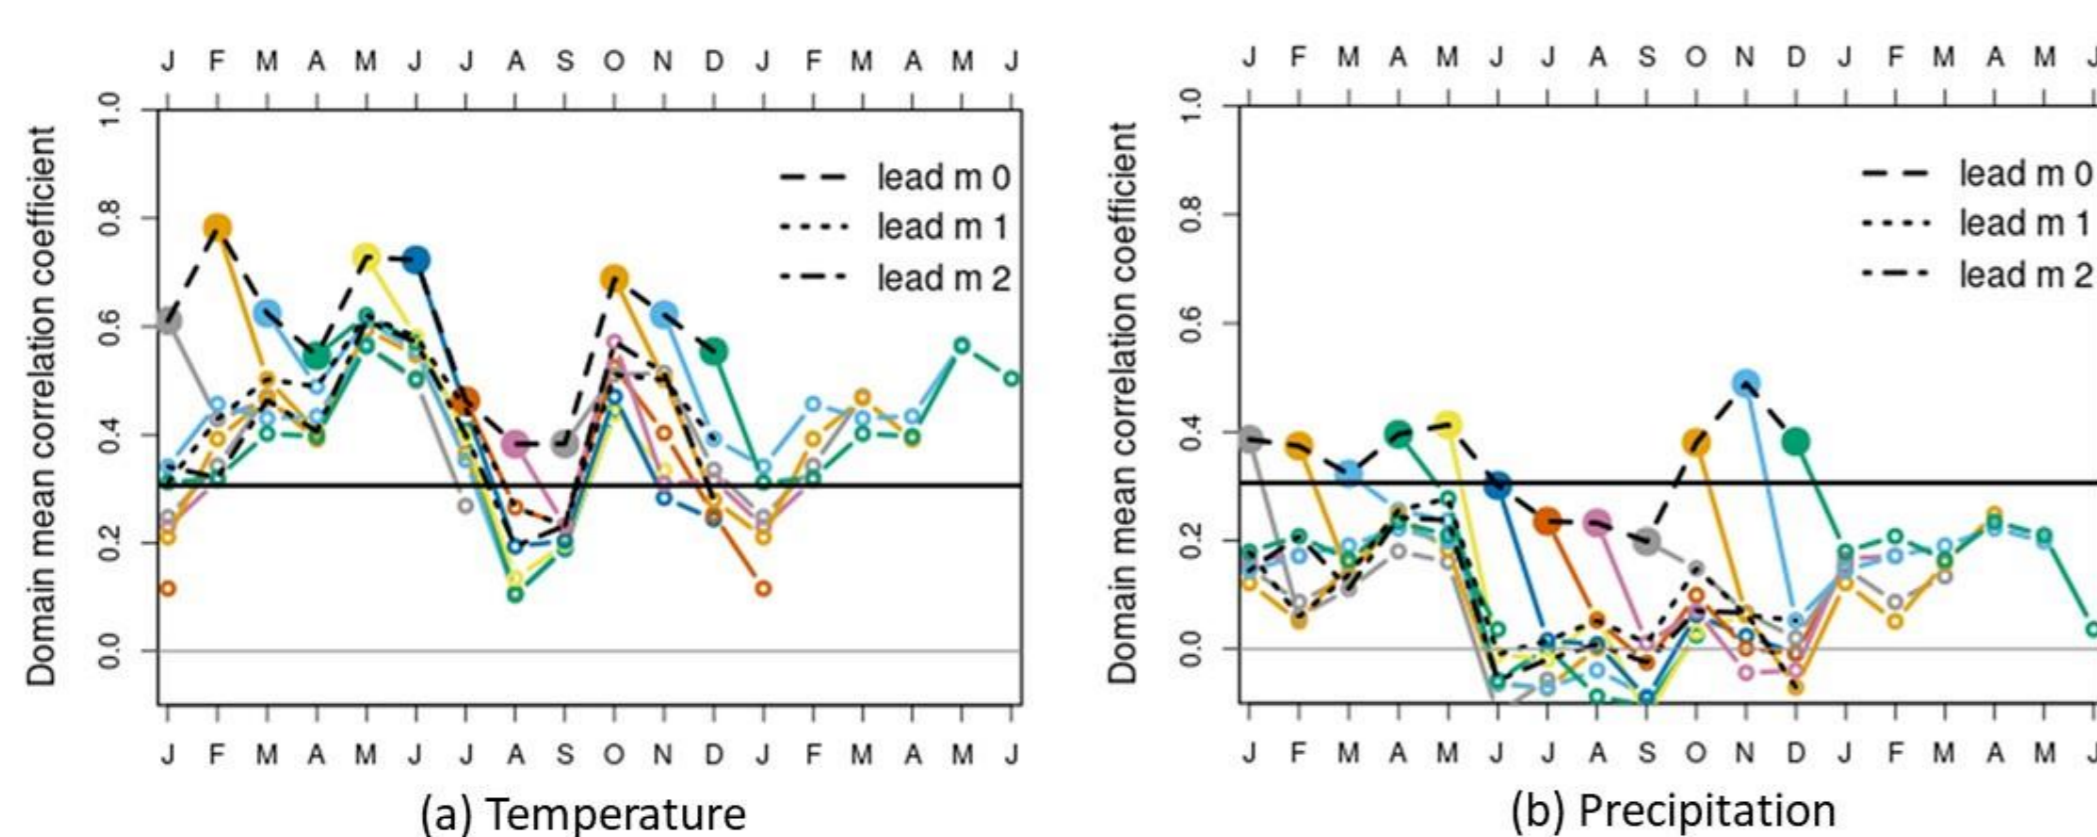 J F M A M J J A S O N D J F M A M J
Domain mean correlation coefficient
1.0
0.8
0.6
0.4
0.2
0.0
lead m 0
lead m 1
lead m 2
J F M A M J J A S O N D J F M A M J
(a) Temperature
J F M A M J J A S O N D J F M A M J
Domain mean correlation coefficient
1.0
0.8
0.6
0.4
0.2
0.0
lead m 0
lead m 1
lead m 2
J F M A M J J A S O N D J F M A M J
(b) Precipitation